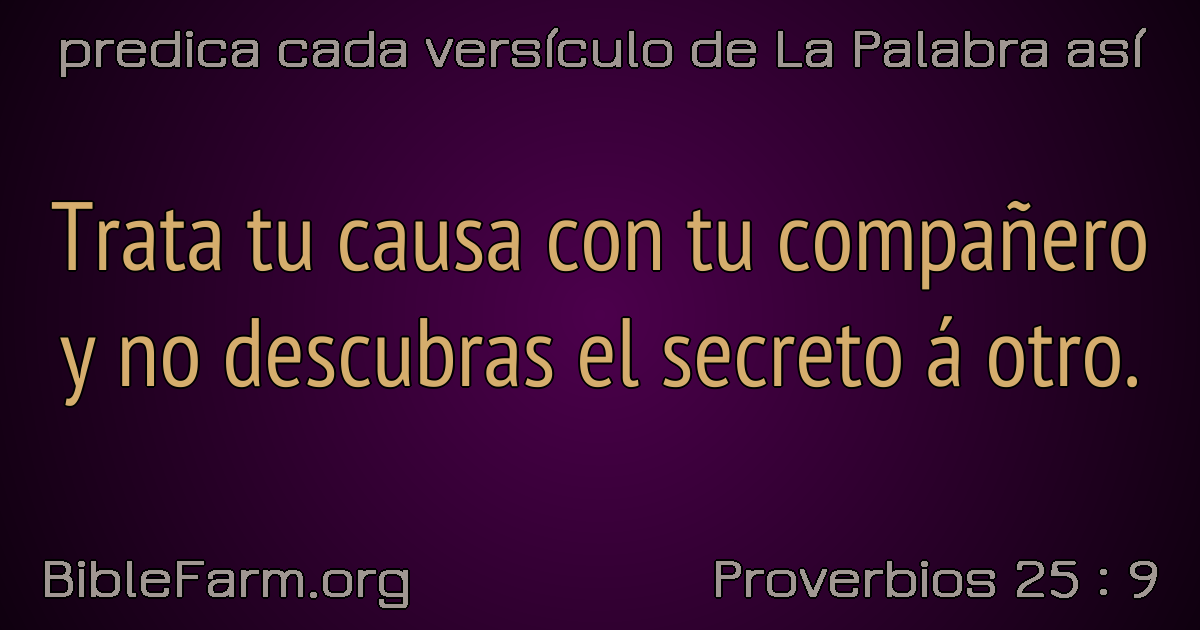 predica cada versículo de La Palabra así
Trata tu causa con tu compañero
y no descubras el secreto á otro.
BibleFarm.org
Proverbios 25 : 9